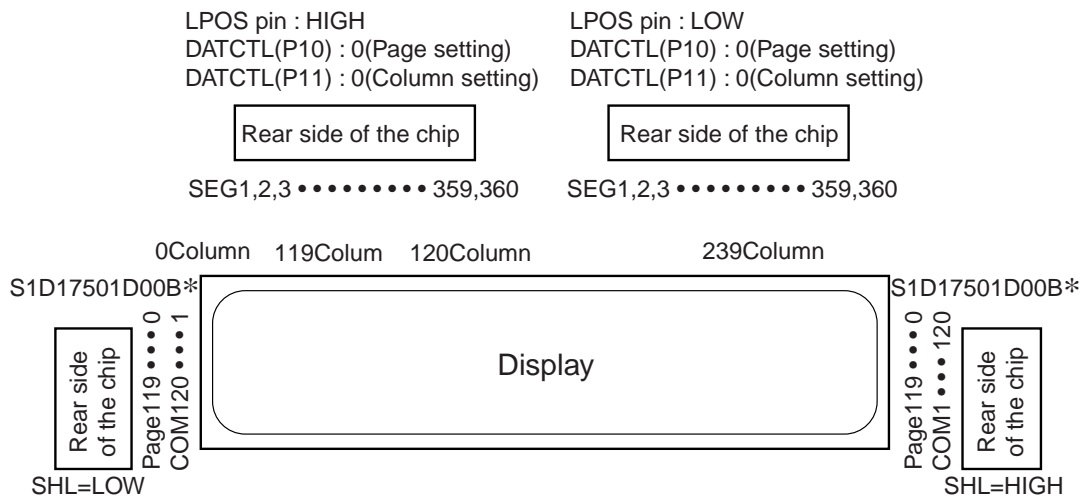 LPOS pin : HIGH
DATCTL(P10) : 0(Page setting)
DATCTL(P11) : 0(Column setting)
Rear side of the chip
SEG1,2,3 ••••••••• 359,360
LPOS pin : LOW
DATCTL(P10) : 0(Page setting)
DATCTL(P11) : 0(Column setting)
Rear side of the chip
SEG1,2,3 ••••••••• 359,360
0Column 119Colum 120Column 239Column
S1D17501D00B*
Rear side
of the chip
Page119 •••• 0
COM120 •••• 1
SHL=LOW
Display
S1D17501D00B*
Page119 •••• 0
COM1 •••• 120
Rear side
of the chip
SHL=HIGH